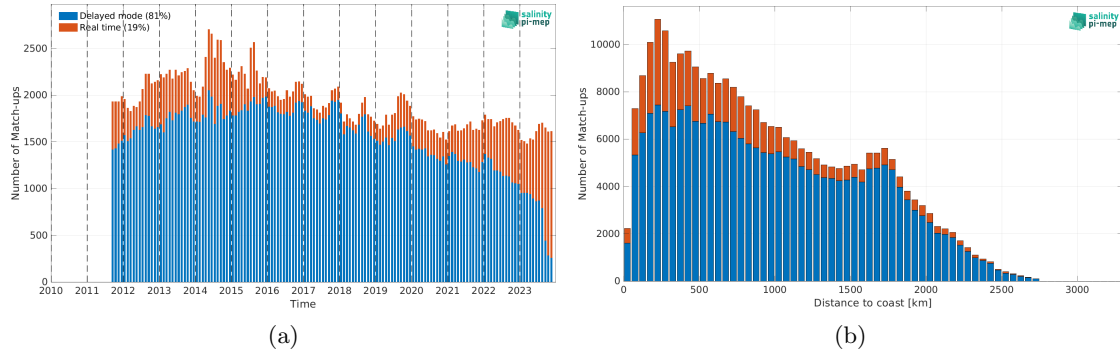 Delayed mode (81%)
Real time (19%)
salinity
pi-mep
Number of Match-ups
2500
2000
1500
1000
500
0
2010 2011 2012 2013 2014 2015 2016 2017 2018 2019 2020 2021 2022 2023
Time
(a)
salinity
pi-mep
Number of Match-ups
10000
8000
6000
4000
2000
0
0 500 1000 1500 2000 2500 3000
Distance to coast [km]
(b)